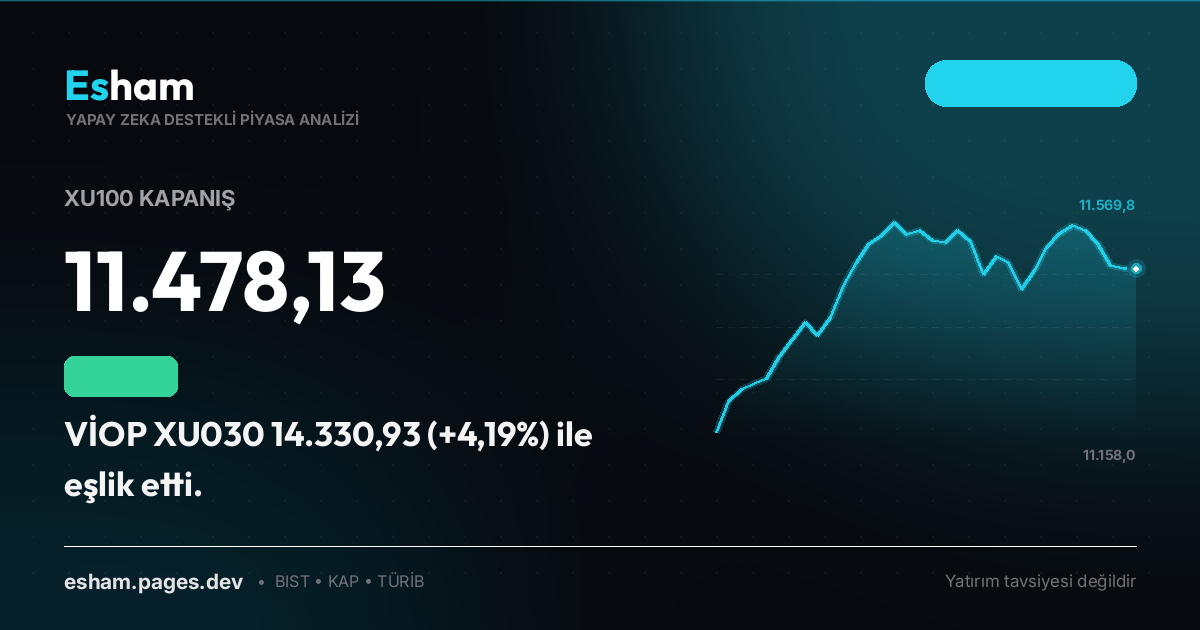 Esham
YAPAY ZEKA DESTEKLİ PİYASA ANALİZİ
XU100 KAPANIŞ
11.478,13
VİOP XU030 14.330,93 (+4,19%) ile
eşlik etti.
11.569,8
11.158,0
esham.pages.dev • BIST • KAP • TÜRİB
Yatırım tavsiyesi değildir